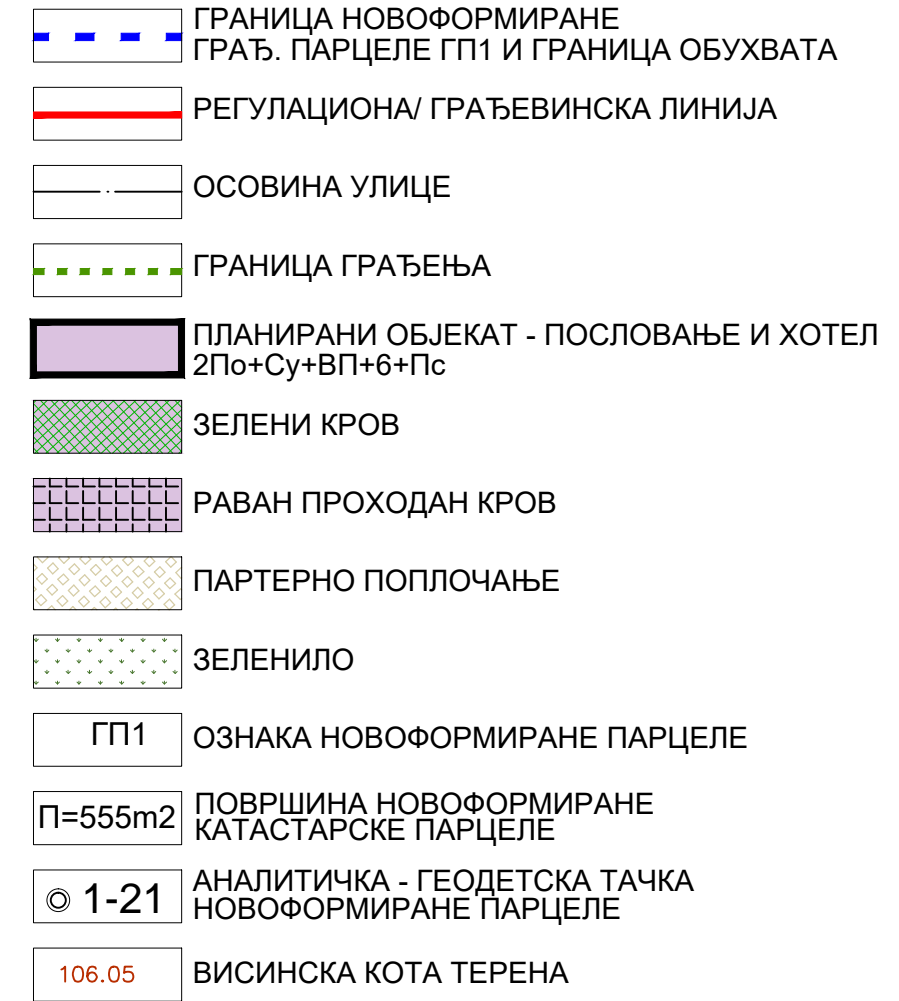 ГРАНИЦА НОВОФОРМИРАНЕ
ГРАЂ. ПАРЦЕЛЕ ГП1 И ГРАНИЦА ОБУХВАТА
РЕГУЛАЦИОНА/ ГРАЂЕВИНСКА ЛИНИЈА
ОСОВИНА УЛИЦЕ
ГРАНИЦА ГРАЂЕЊА
ПЛАНИРАНИ ОБЈЕКАТ - ПОСЛОВАЊЕ И ХОТЕЛ
2По+Су+ВП+6+Пс
ЗЕЛЕНИ КРОВ
РАВАН ПРОХОДАН КРОВ
ПАРТЕРНО ПОПЛОЧАЊЕ
ЗЕЛЕНИЛО
ГП1 ОЗНАКА НОВОФОРМИРАНЕ ПАРЦЕЛЕ
П=555m2 ПОВРШИНА НОВОФОРМИРАНЕ
КАТАСТАРСКЕ ПАРЦЕЛЕ
1-21 АНАЛИТИЧКА - ГЕОДЕТСКА ТАЧКА
НОВОФОРМИРАНЕ ПАРЦЕЛЕ
106.05 ВИСИНСКА КОТА ТЕРЕНА